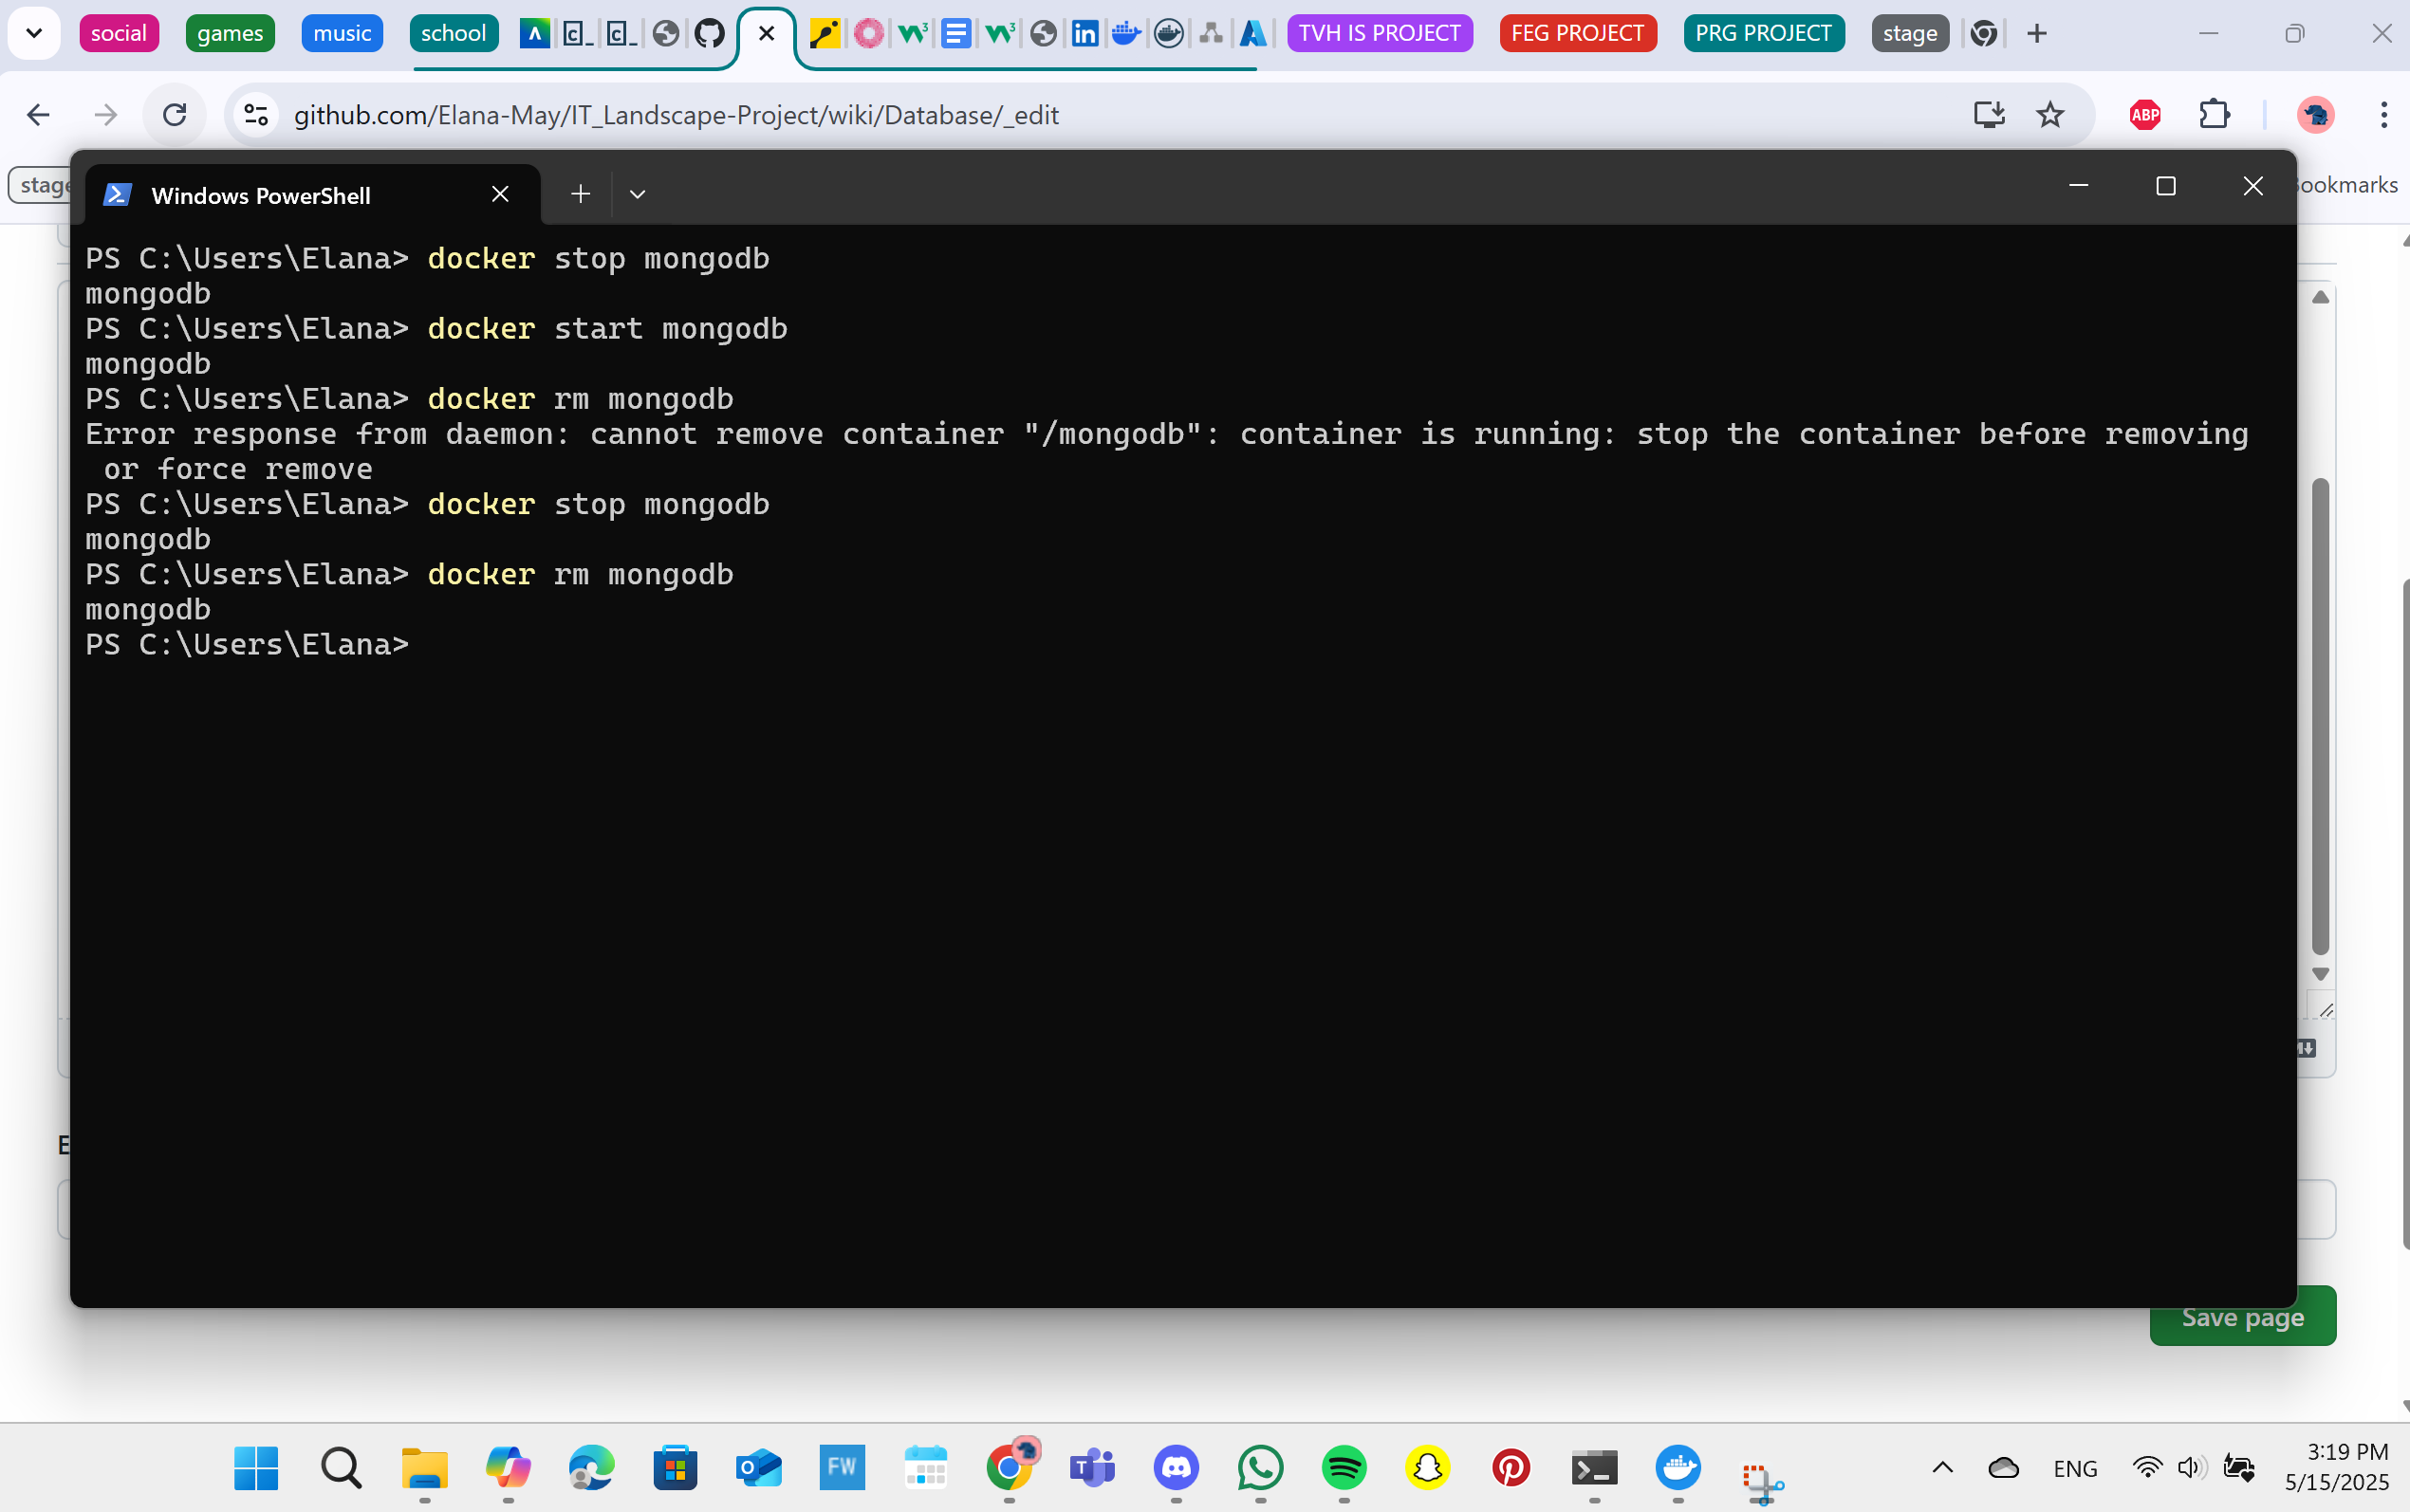 social games music school TVH IS PROJECT FEG PROJECT PRG PROJECT stage
github.com/Elana-May/IT_Landscape-Project/wiki/Database/_edit
ABP
stage
Windows PowerShell
ookmarks
PS C:\Users\Elana> docker stop mongodb
mongodb
PS C:\Users\Elana> docker start mongodb
mongodb
PS C:\Users\Elana> docker rm mongodb
Error response from daemon: cannot remove container "/mongodb": container is running: stop the container before removing
 or force remove
PS C:\Users\Elana> docker stop mongodb
mongodb
PS C:\Users\Elana> docker rm mongodb
mongodb
PS C:\Users\Elana>
E
Save page
FW
ENG
3:19 PM
5/15/2025